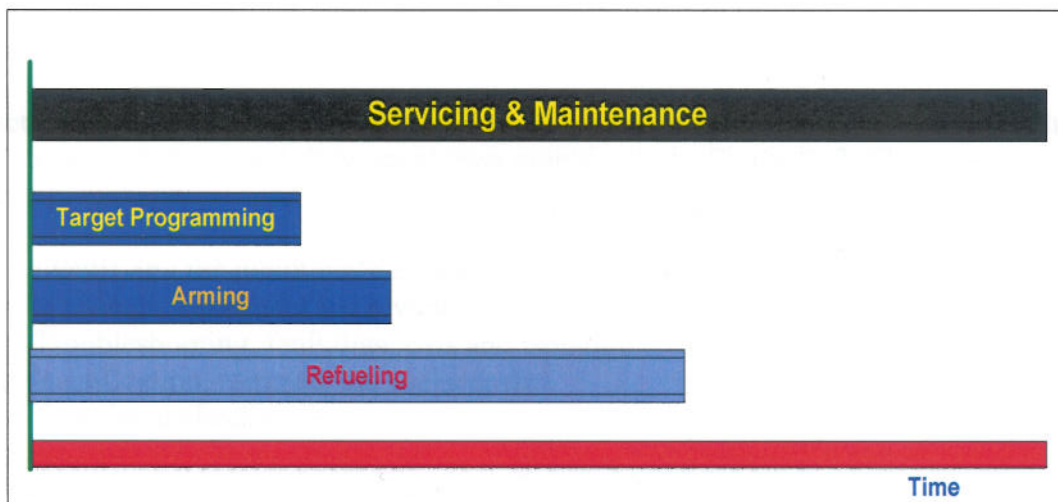 Servicing & Maintenance
Target Programming
Arming
Refueling
Time